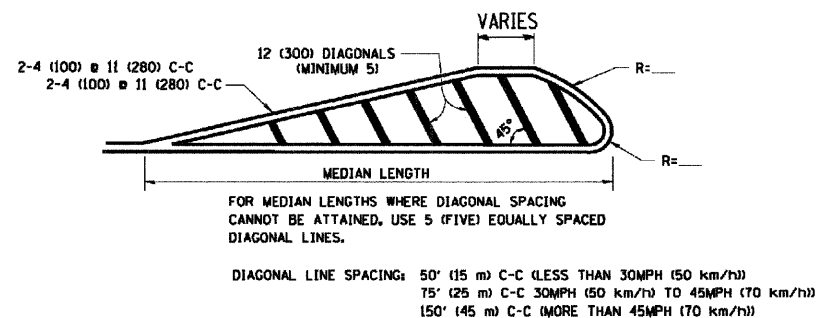 VARIES
12 (300) DIAGONALS
(MINIMUM 5)
2-4 (100) @ 11 (280) C-C
2-4 (100) @ 11 (280) C-C
R=___
45°
R=___
MEDIAN LENGTH
FOR MEDIAN LENGTHS WHERE DIAGONAL SPACING
CANNOT BE ATTAINED, USE 5 (FIVE) EQUALLY SPACED
DIAGONAL LINES.
DIAGONAL LINE SPACING: 50' (15 m) C-C (LESS THAN 30MPH (50 km/h))
75' (25 m) C-C 30MPH (50 km/h) TO 45MPH (70 km/h))
150' (45 m) C-C (MORE THAN 45MPH (70 km/h))